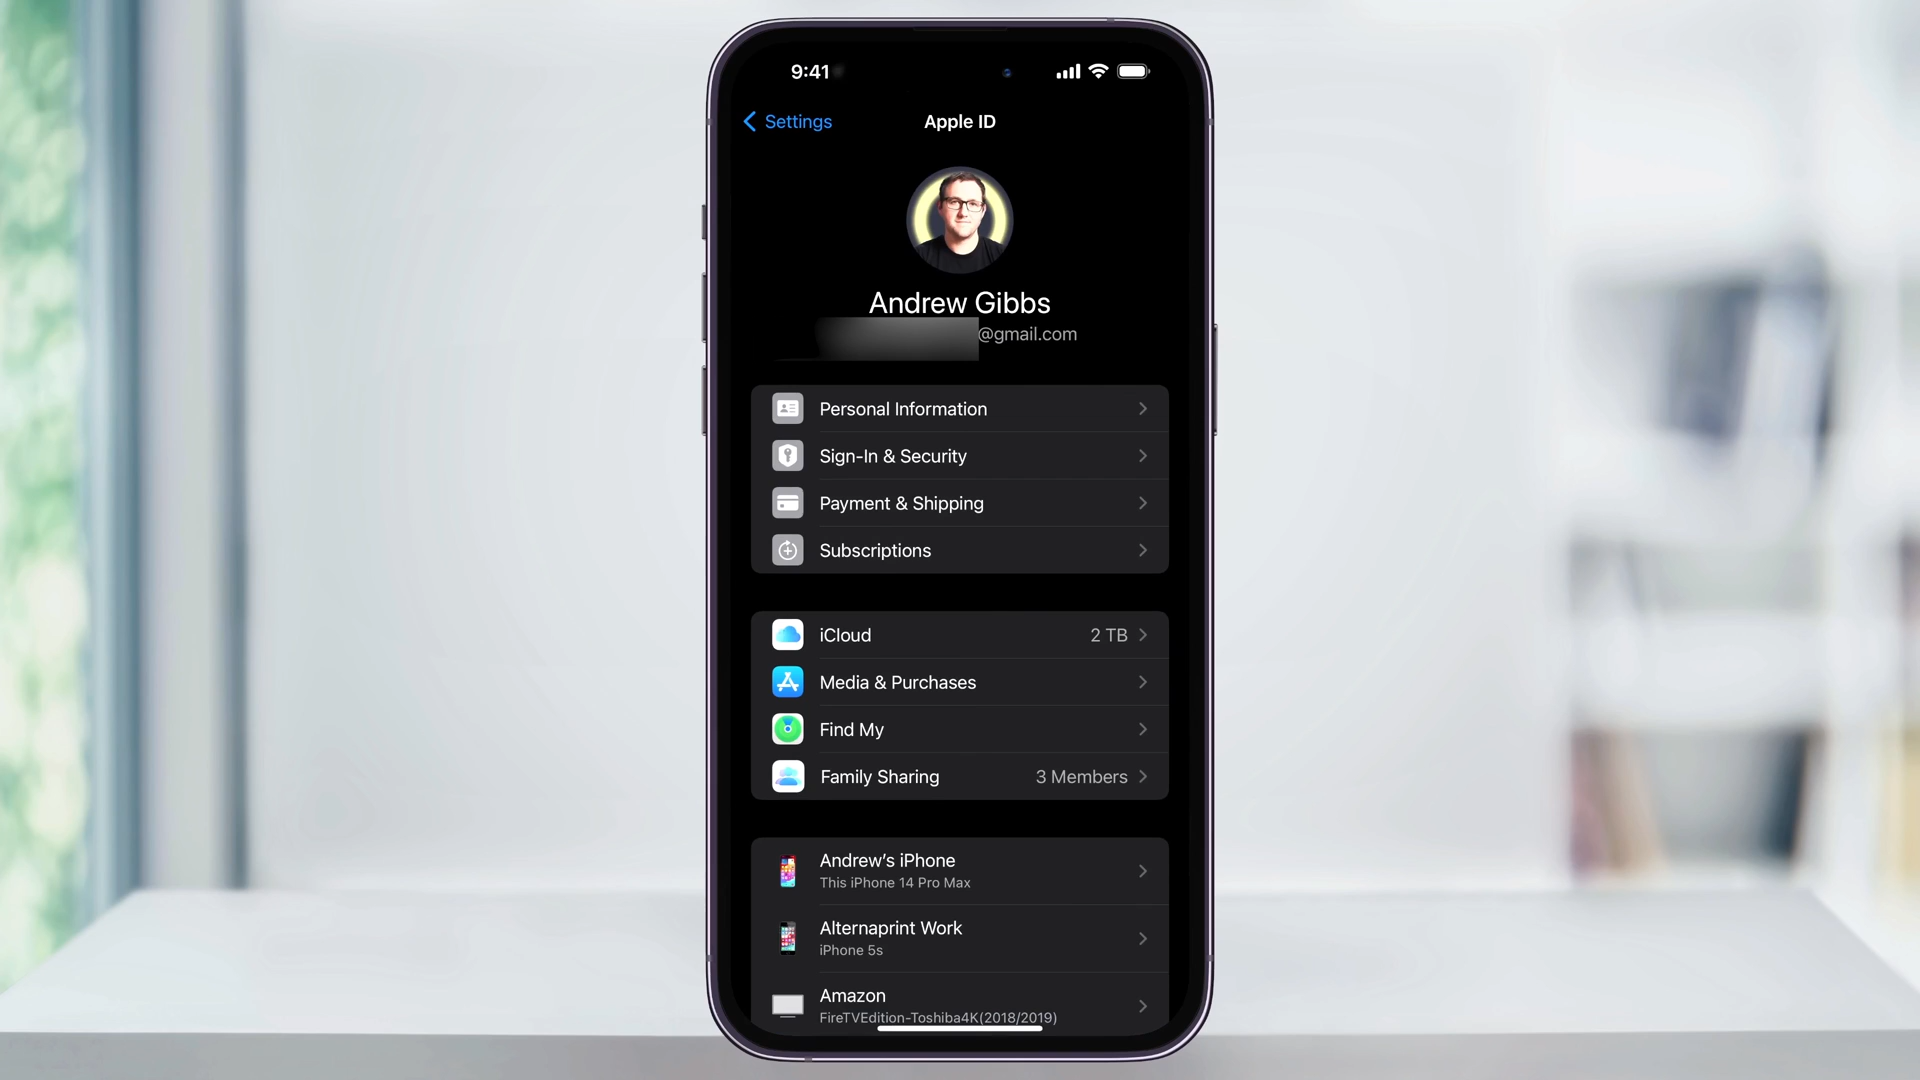 9:41
Settings
Apple ID
Andrew Gibbs
@gmail.com
Personal Information
Sign-In & Security
Payment & Shipping
Subscriptions
iCloud 2 TB
Media & Purchases
Find My
Family Sharing 3 Members
Andrew's iPhone
This iPhone 14 Pro Max
Alternaprint Work
iPhone 5s
Amazon
FireTVEdition-Toshiba4K(2018/2019)